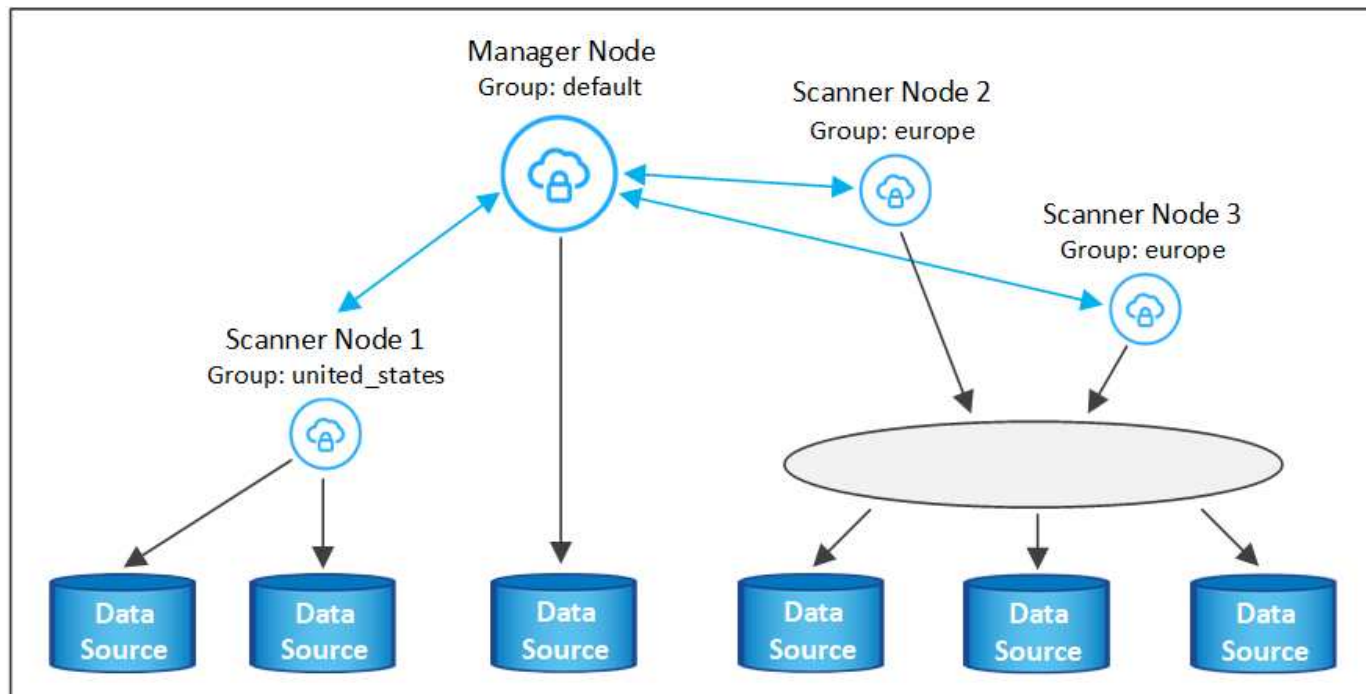 Manager Node
Group: default
Scanner Node 2
Group: europe
Scanner Node 3
Group: europe
Scanner Node 1
Group: united_states
Data
Source
Data
Source
Data
Source
Data
Source
Data
Source
Data
Source